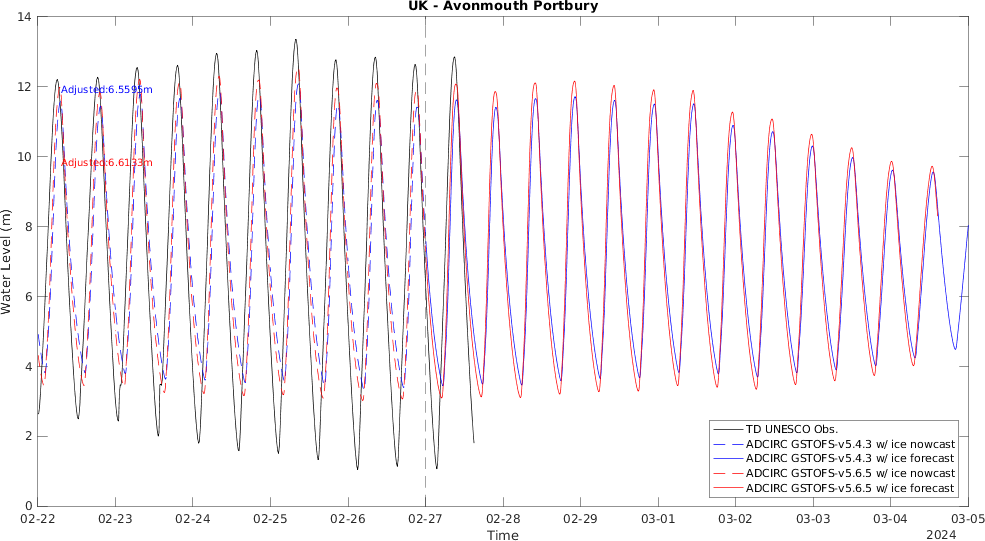 UK - Avonmouth Portbury
14
12
10
8
6
4
2
0
Water Level (m)
Adjusted:6.5595m
Adjusted:6.6133m
TD UNESCO Obs.
ADCIRC GSTOFS-v5.4.3 w/ ice nowcast
ADCIRC GSTOFS-v5.4.3 w/ ice forecast
ADCIRC GSTOFS-v5.6.5 w/ ice nowcast
ADCIRC GSTOFS-v5.6.5 w/ ice forecast
02-22 02-23 02-24 02-25 02-26 02-27 02-28 02-29 03-01 03-02 03-03 03-04 03-05
Time
2024